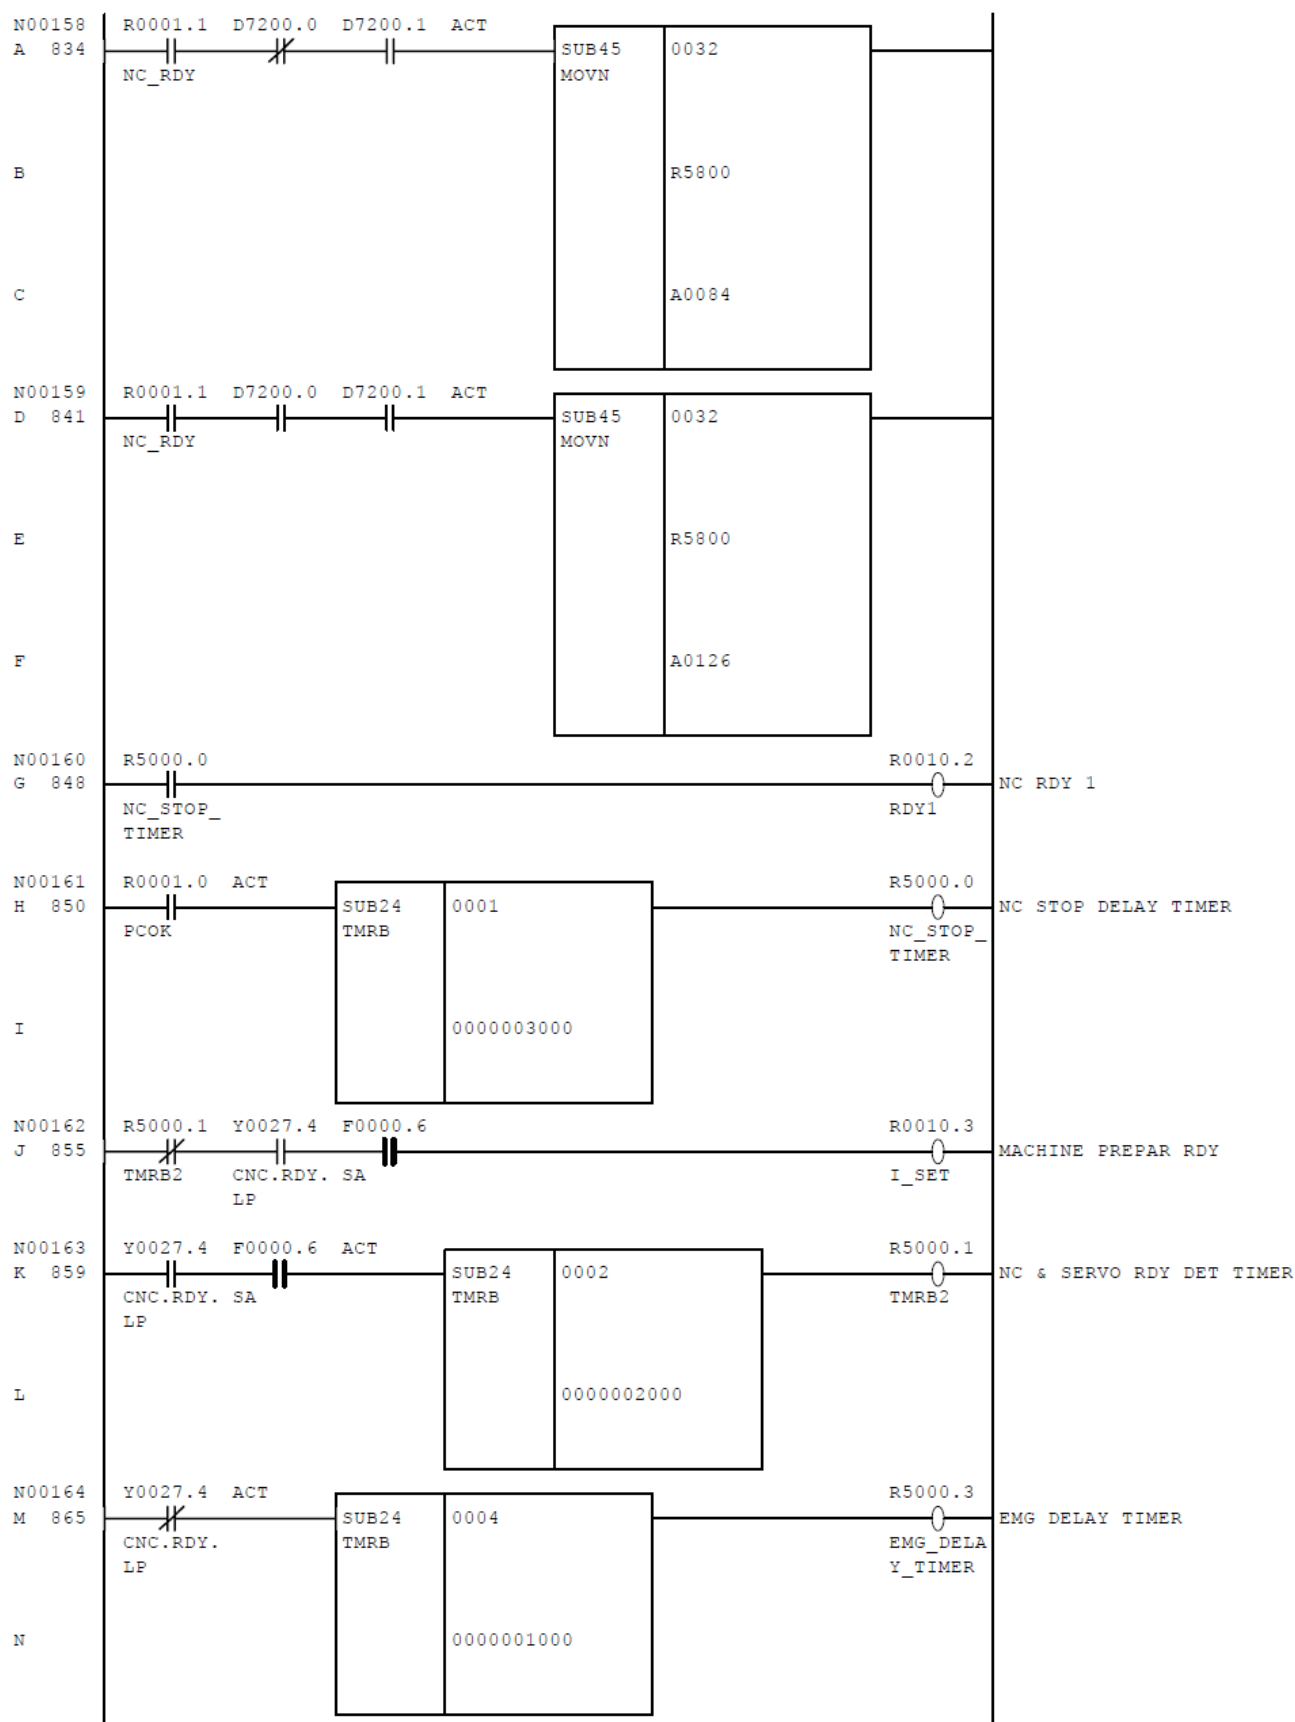 N00158 R0001.1 D7200.0 D7200.1 ACT
A 834 SUB45 0032
NC_RDY MOVN
B R5800
C A0084
N00159 R0001.1 D7200.0 D7200.1 ACT
D 841 SUB45 0032
NC_RDY MOVN
E R5800
F A0126
N00160 R5000.0 R0010.2
G 848 NC RDY 1
NC_STOP_ RDY1
TIMER
N00161 R0001.0 ACT R5000.0
H 850 SUB24 0001 NC STOP DELAY TIMER
PCOK TMRB NC_STOP_
TIMER
I 0000003000
N00162 R5000.1 Y0027.4 F0000.6 R0010.3
J 855 MACHINE PREPAR RDY
TMRB2 CNC.RDY. SA I_SET
LP
N00163 Y0027.4 F0000.6 ACT R5000.1
K 859 SUB24 0002 NC & SERVO RDY DET TIMER
CNC.RDY. SA TMRB TMRB2
LP
L 0000002000
N00164 Y0027.4 ACT R5000.3
M 865 SUB24 0004 EMG DELAY TIMER
CNC.RDY. TMRB EMG_DELA
LP Y_TIMER
N 0000001000